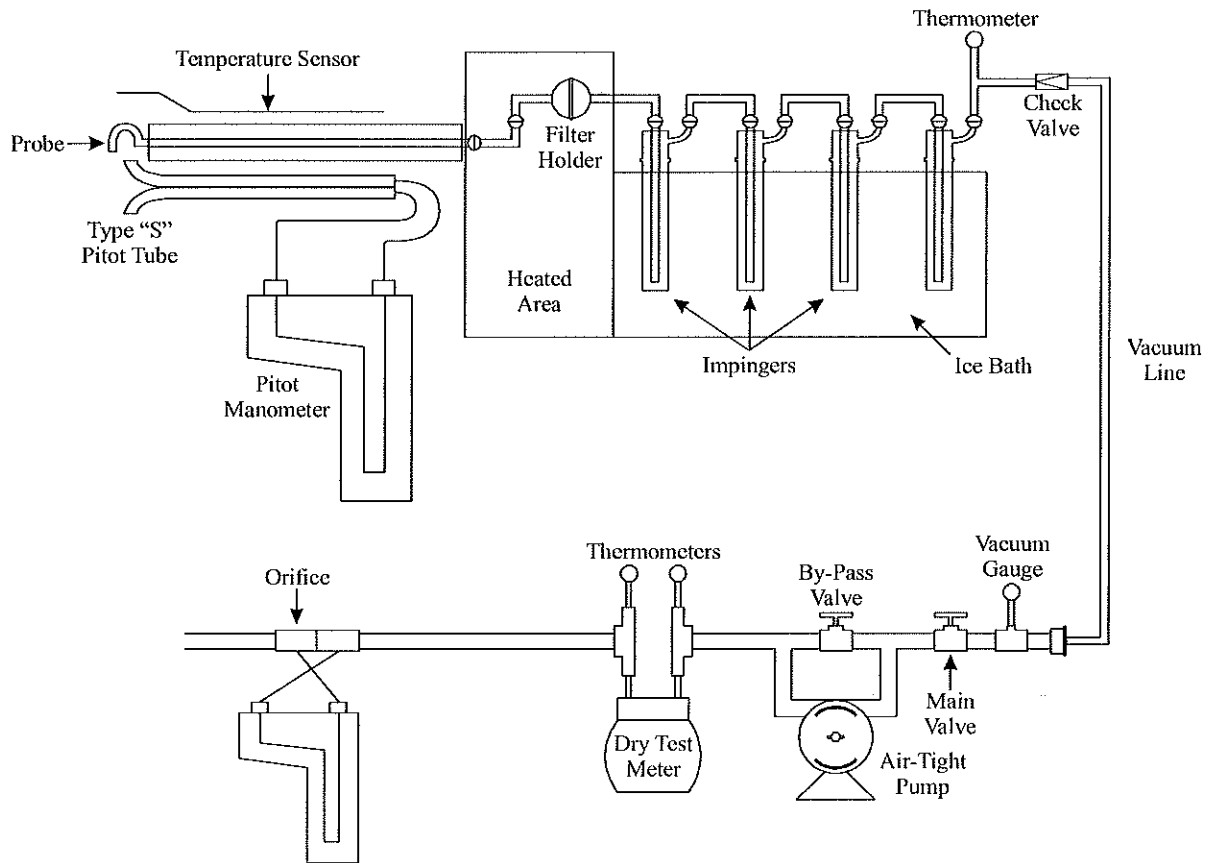 Thermometer
Temperature Sensor
Check
Valve
Probe
Filter
Holder
Type “S”
Pitot Tube
Heated
Area
Impingers
Ice Bath
Vacuum
Line
Pitot
Manometer
Thermometers
Vacuum
Gauge
Orifice
By-Pass
Valve
Main
Valve
Dry Test
Meter
Air-Tight
Pump